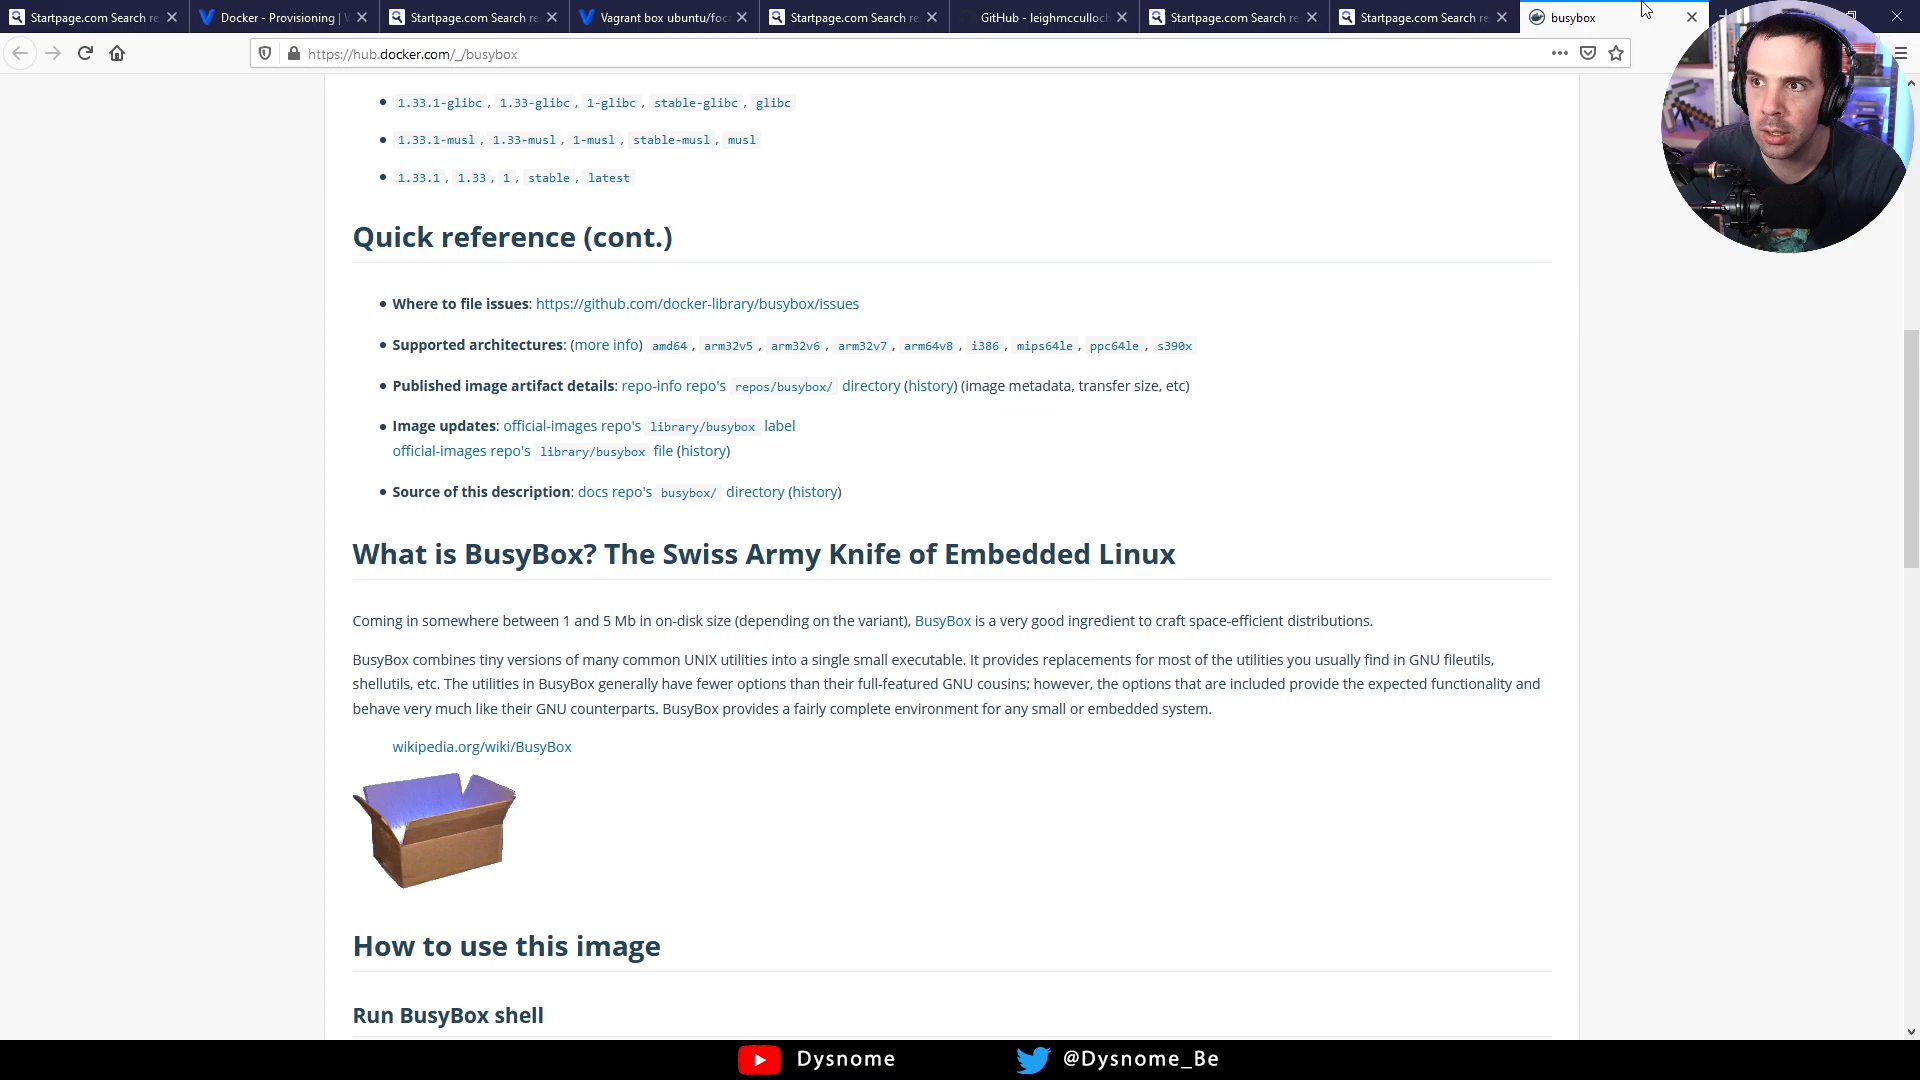 Startpage.com Search re
Docker - Provisioning |
Startpage.com Search re
Vagrant box ubuntu/foc
Startpage.com Search re
GitHub - leighmcculloch
Startpage.com Search re
Startpage.com Search re
busybox
https://hub.docker.com/_/busybox
1.33.1-glibc, 1.33-glibc, 1-glibc, stable-glibc, glibc
1.33.1-musl, 1.33-musl, 1-musl, stable-musl, musl
1.33.1, 1.33, 1, stable, latest
Quick reference (cont.)
Where to file issues: https://github.com/docker-library/busybox/issues
Supported architectures: (more info) amd64, arm32v5, arm32v6, arm32v7, arm64v8, i386, mips64le, ppc64le, s390x
Published image artifact details: repo-info repo's repos/busybox/ directory (history) (image metadata, transfer size, etc)
Image updates: official-images repo's library/busybox label
official-images repo's library/busybox file (history)
Source of this description: docs repo's busybox/ directory (history)
What is BusyBox? The Swiss Army Knife of Embedded Linux
Coming in somewhere between 1 and 5 Mb in on-disk size (depending on the variant), BusyBox is a very good ingredient to craft space-efficient distributions.
BusyBox combines tiny versions of many common UNIX utilities into a single small executable. It provides replacements for most of the utilities you usually find in GNU fileutils,
shellutils, etc. The utilities in BusyBox generally have fewer options than their full-featured GNU cousins; however, the options that are included provide the expected functionality and
behave very much like their GNU counterparts. BusyBox provides a fairly complete environment for any small or embedded system.
wikipedia.org/wiki/BusyBox
How to use this image
Run BusyBox shell
Dysnome
@Dysnome_Be